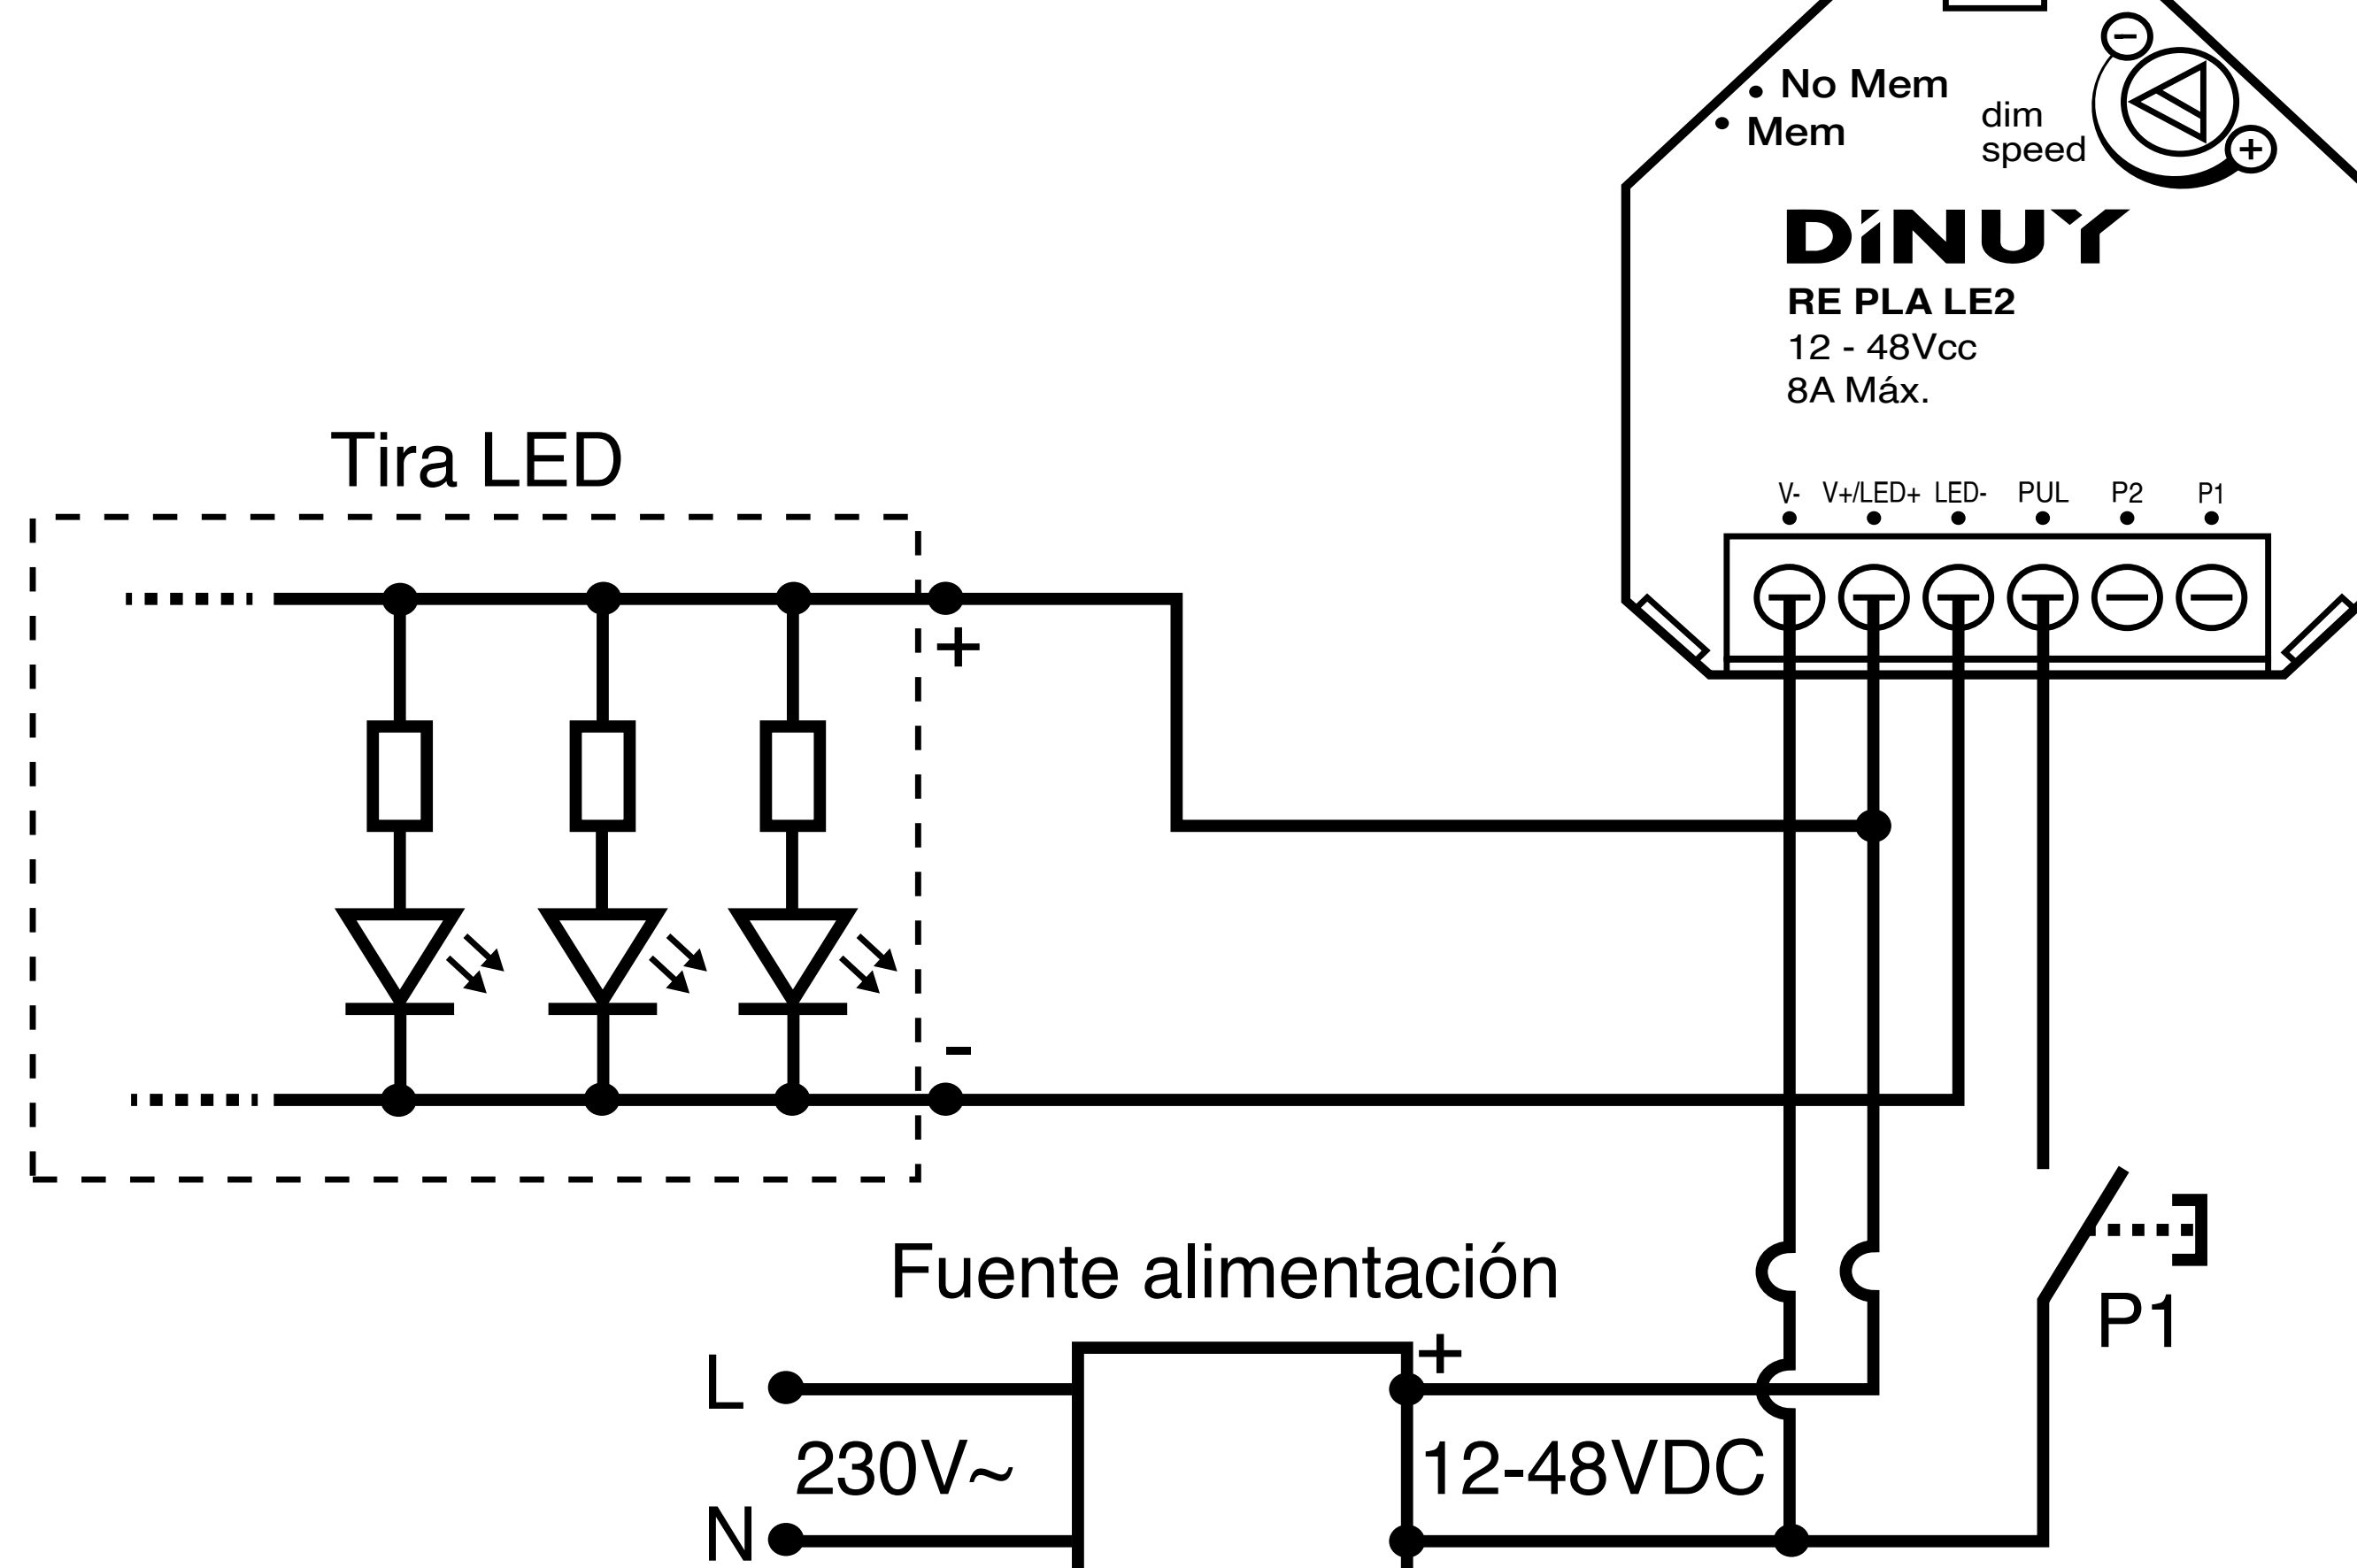 No Mem
Mem
dim
speed
DiNUY
RE PLA LE2
12 - 48Vcc
8A Máx.
V- V+/LED+ LED- PUL P2 P1
Tira LED
+
-
Fuente alimentación
P1
L
+
230V~
12-48VDC
N